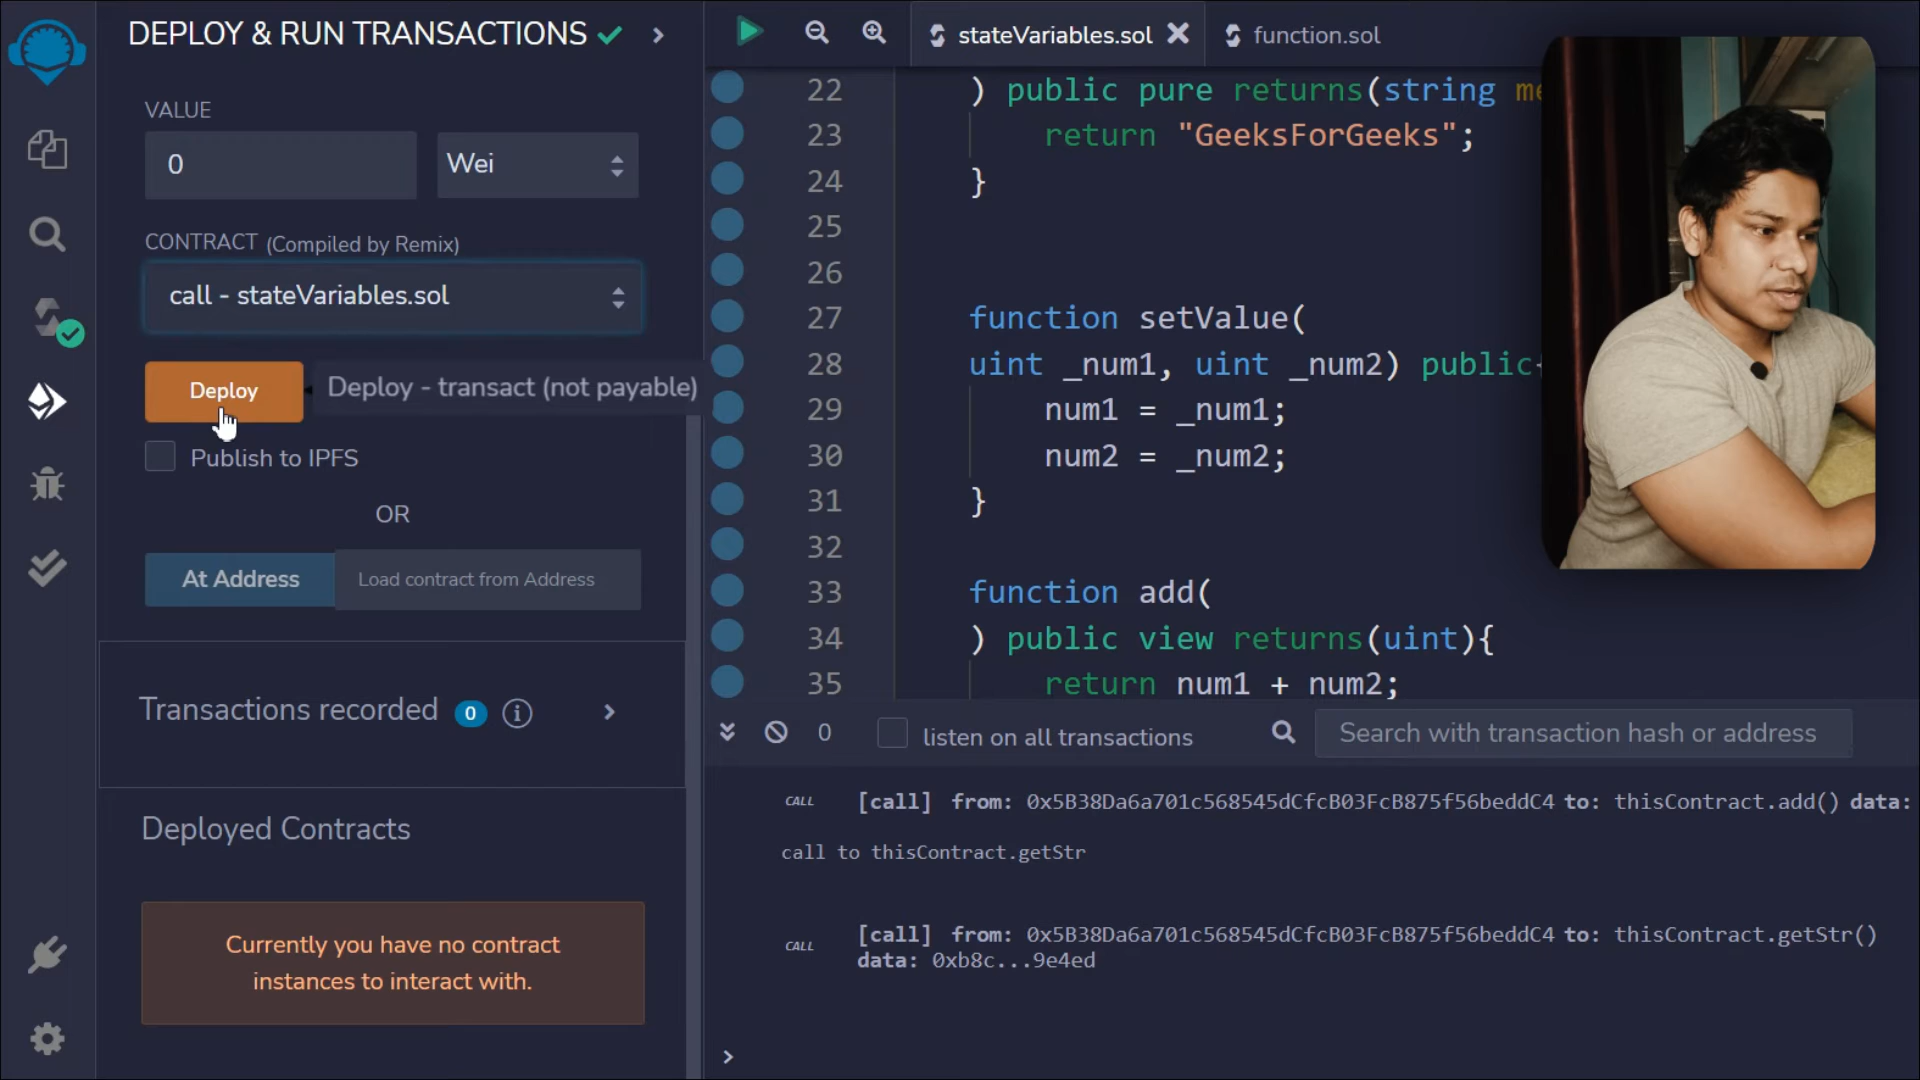 DEPLOY & RUN TRANSACTIONS
VALUE
0
Wei
CONTRACT (Compiled by Remix)
call - stateVariables.sol
Deploy
Deploy - transact (not payable)
Publish to IPFS
OR
At Address
Load contract from Address
Transactions recorded 0 i
Deployed Contracts
Currently you have no contract
instances to interact with.
stateVariables.sol
function.sol
22 ) public pure returns(string
23 return "GeeksForGeeks";
24 }
25
26
27 function setValue(
28 uint _num1, uint _num2) public{
29 num1 = _num1;
30 num2 = _num2;
31 }
32
33 function add(
34 ) public view returns(uint){
35 return num1 + num2;
0
listen on all transactions
Search with transaction hash or address
CALL [call] from: 0x5B38Da6a701c568545dCfcB03FcB875f56beddC4 to: thisContract.add() data:
call to thisContract.getStr
CALL [call] from: 0x5B38Da6a701c568545dCfcB03FcB875f56beddC4 to: thisContract.getStr()
data: 0xb8c...9e4ed
>